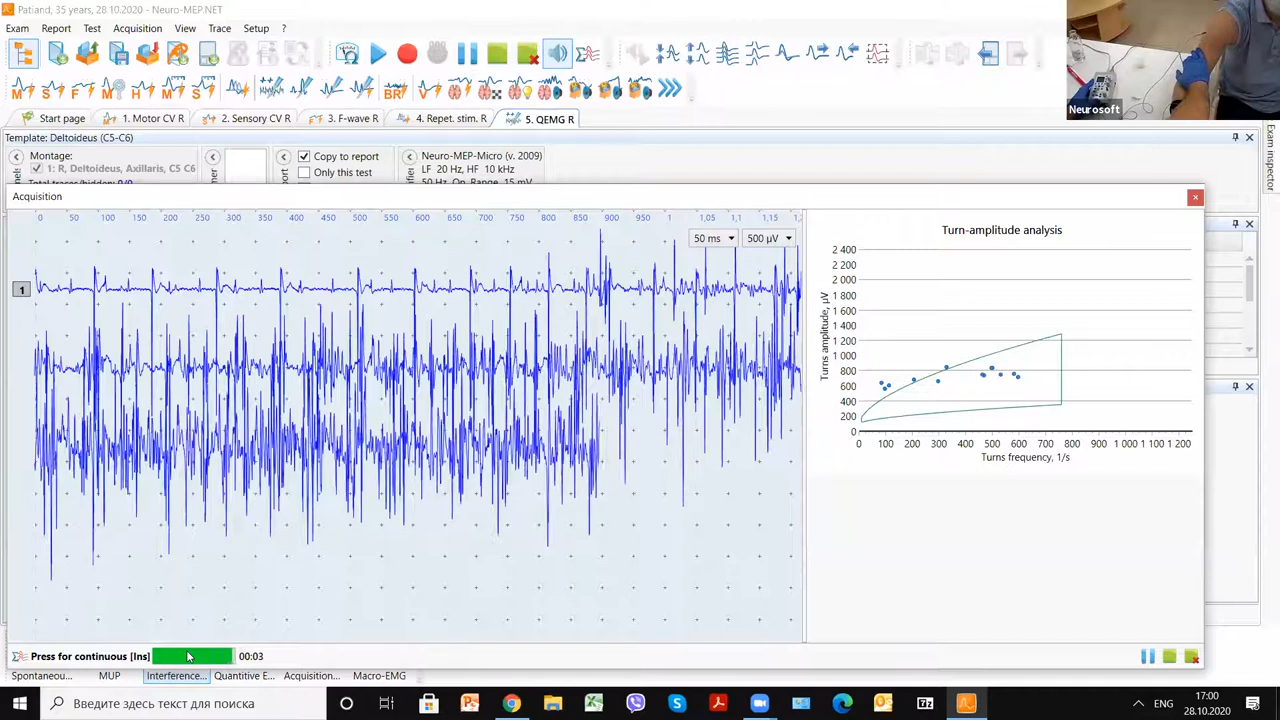 Patiand, 35 years, 28.10.2020 - Neuro-MEP.NET
Exam Report Test Acquisition View Trace Setup ?
Start page 1. Motor CV R 2. Sensory CV R 3. F-wave R 4. Repet. stim. R 5. QEMG R
Neurosoft
Template: Deltoideus (C5-C6)
Montage:
1: R, Deltoideus, Axillaris, C5 C6
Copy to report
Only this test
Neuro-MEP-Micro (v. 2009)
LF 20 Hz, HF 10 kHz
Exam inspector
Acquisition
0 50 100 150 200 250 300 350 400 450 500 550 600 650 700 750 800 850 900 950 1 1,05 1,1 1,15
50 ms 500 μV
1
Turn-amplitude analysis
2 400
2 200
2 000
1 800
1 600
1 400
1 200
1 000
800
600
400
200
0
Turns amplitude, μV
0 100 200 300 400 500 600 700 800 900 1 000 1 100 1 200
Turns frequency, 1/s
Press for continuous [Ins] 00:03
Spontaneou... MUP Interference... Quantitive E... Acquisition... Macro-EMG
Введите здесь текст для поиска
ENG
17:00
28.10.2020